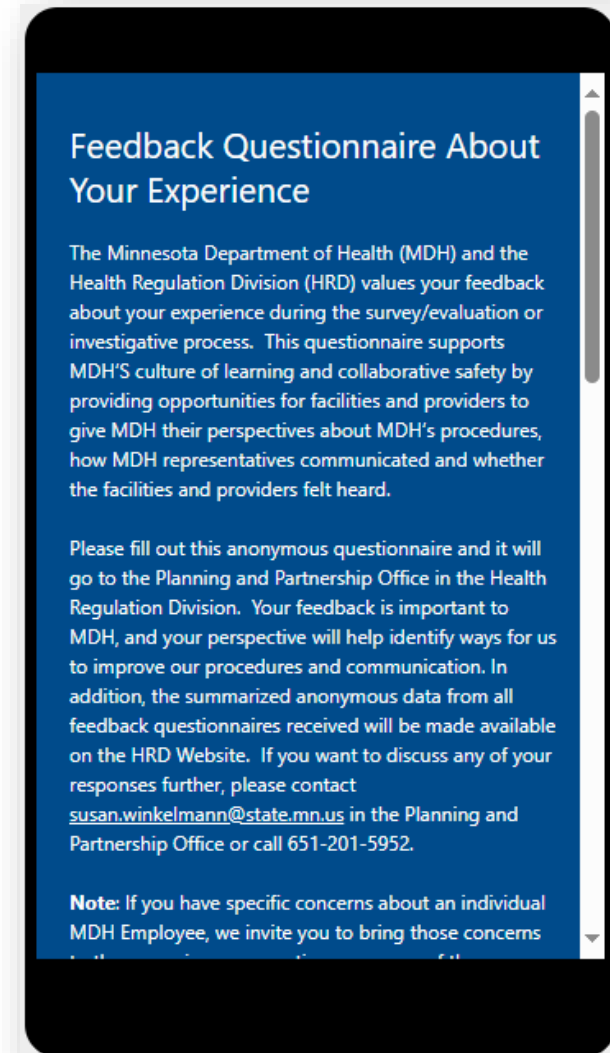 Feedback Questionnaire About
Your Experience
The Minnesota Department of Health (MDH) and the
Health Regulation Division (HRD) values your feedback
about your experience during the survey/evaluation or
investigative process.  This questionnaire supports
MDH'S culture of learning and collaborative safety by
providing opportunities for facilities and providers to
give MDH their perspectives about MDH's procedures,
how MDH representatives communicated and whether
the facilities and providers felt heard.
Please fill out this anonymous questionnaire and it will
go to the Planning and Partnership Office in the Health
Regulation Division.  Your feedback is important to
MDH, and your perspective will help identify ways for us
to improve our procedures and communication. In
addition, the summarized anonymous data from all
feedback questionnaires received will be made available
on the HRD Website.  If you want to discuss any of your
responses further, please contact
susan.winkelmann@state.mn.us in the Planning and
Partnership Office or call 651-201-5952.
Note: If you have specific concerns about an individual
MDH Employee, we invite you to bring those concerns